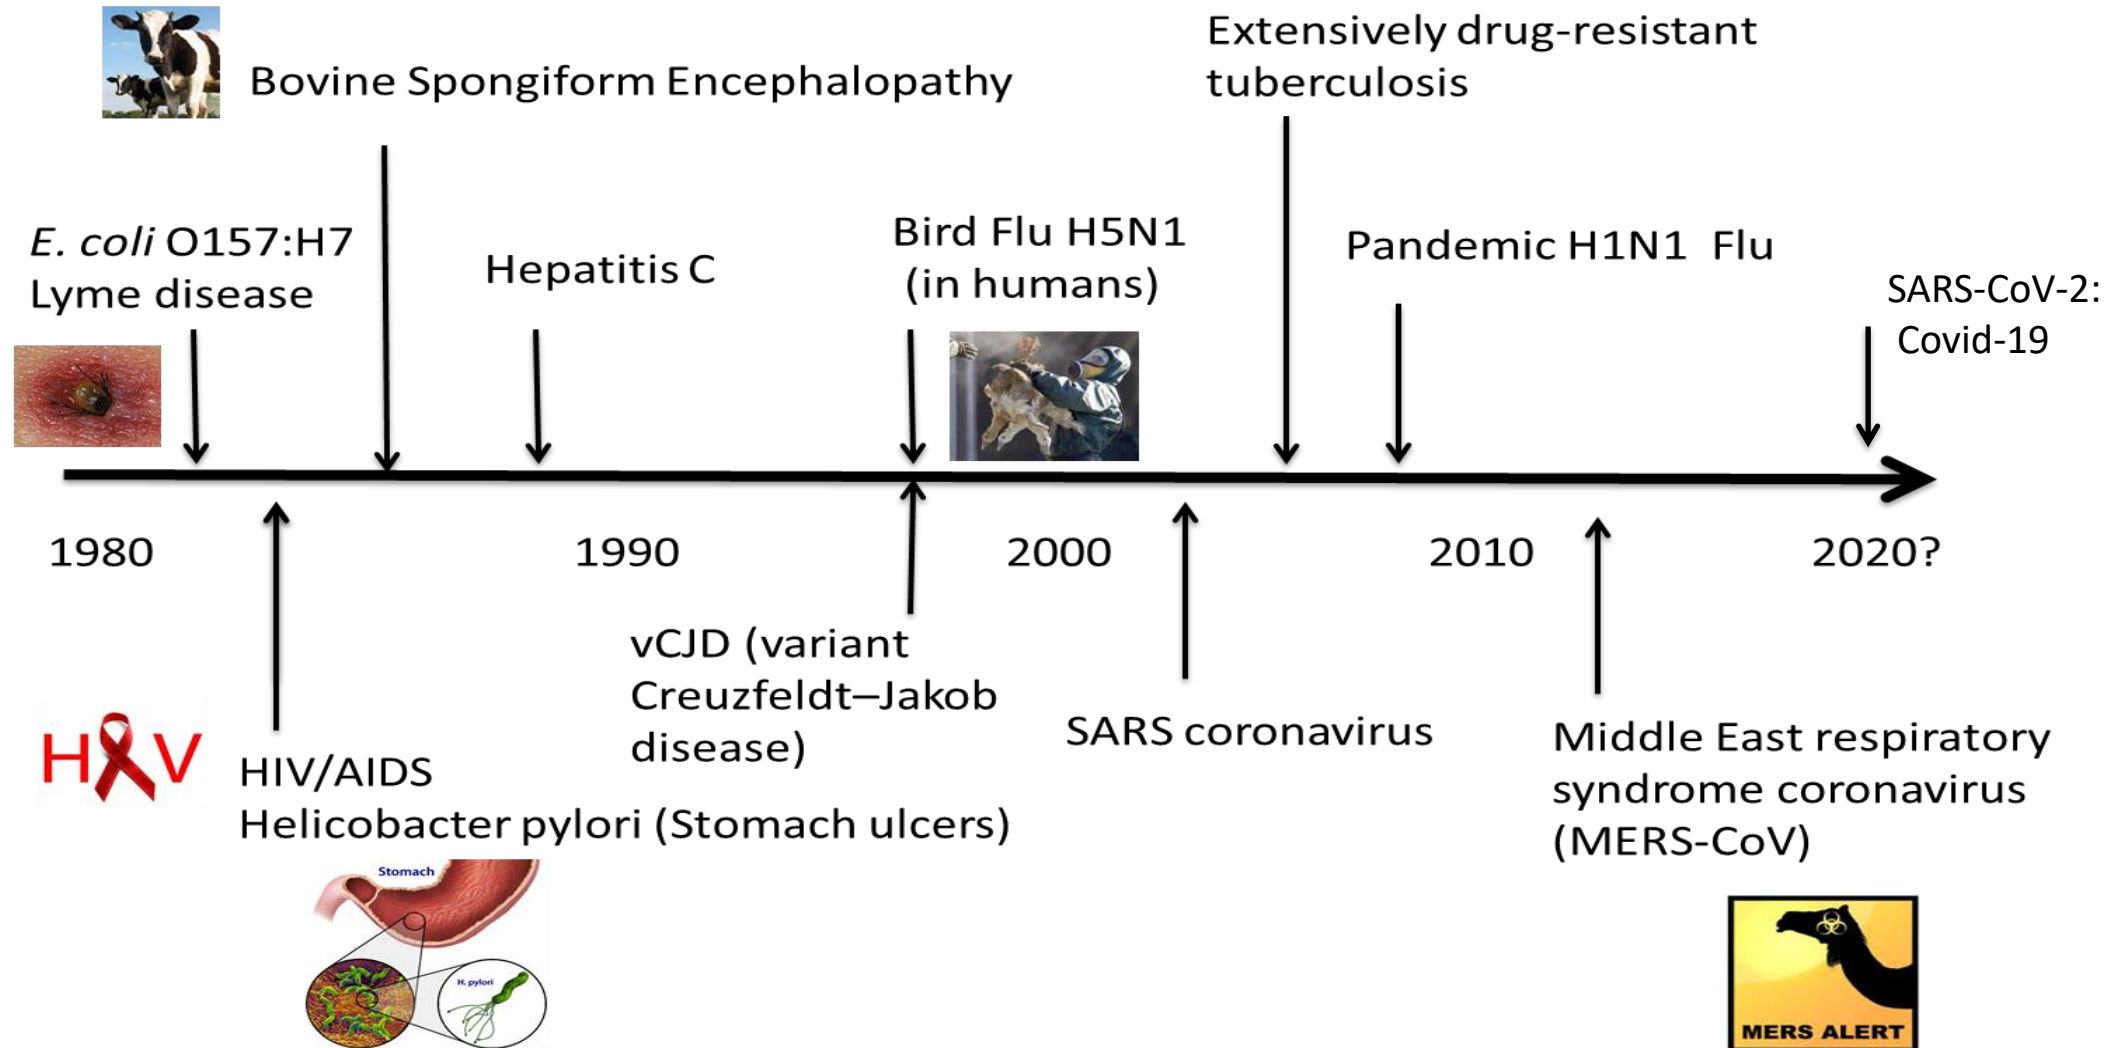 Bovine Spongiform Encephalopathy
Extensively drug-resistant
tuberculosis
E. coli O157:H7
Lyme disease
Hepatitis C
Bird Flu H5N1
(in humans)
Pandemic H1N1 Flu
SARS-CoV-2:
Covid-19
1980
1990
2000
2010
2020?
HIV
HIV/AIDS
Helicobacter pylori (Stomach ulcers)
vCJD (variant
Creuzfeldt–Jakob
disease)
SARS coronavirus
Middle East respiratory
syndrome coronavirus
(MERS-CoV)
Stomach
H. pylori
MERS ALERT